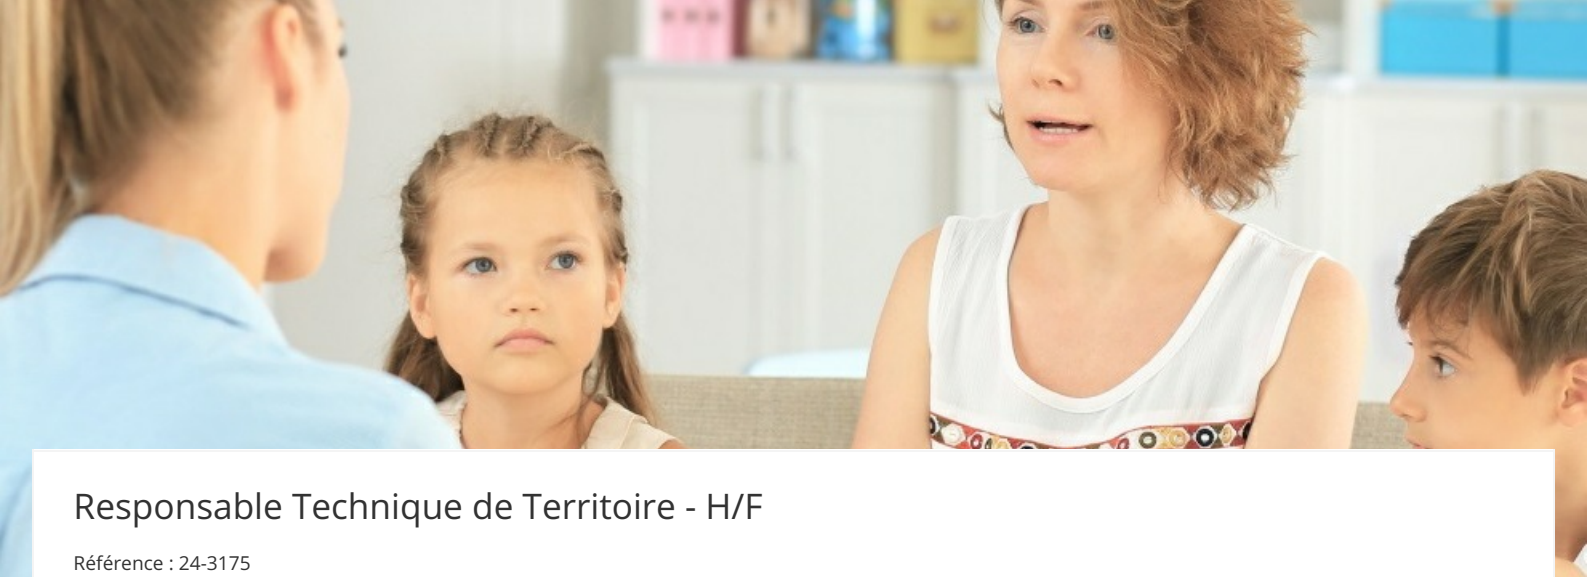 Responsable Technique de Territoire - H/F
Référence : 24-3175